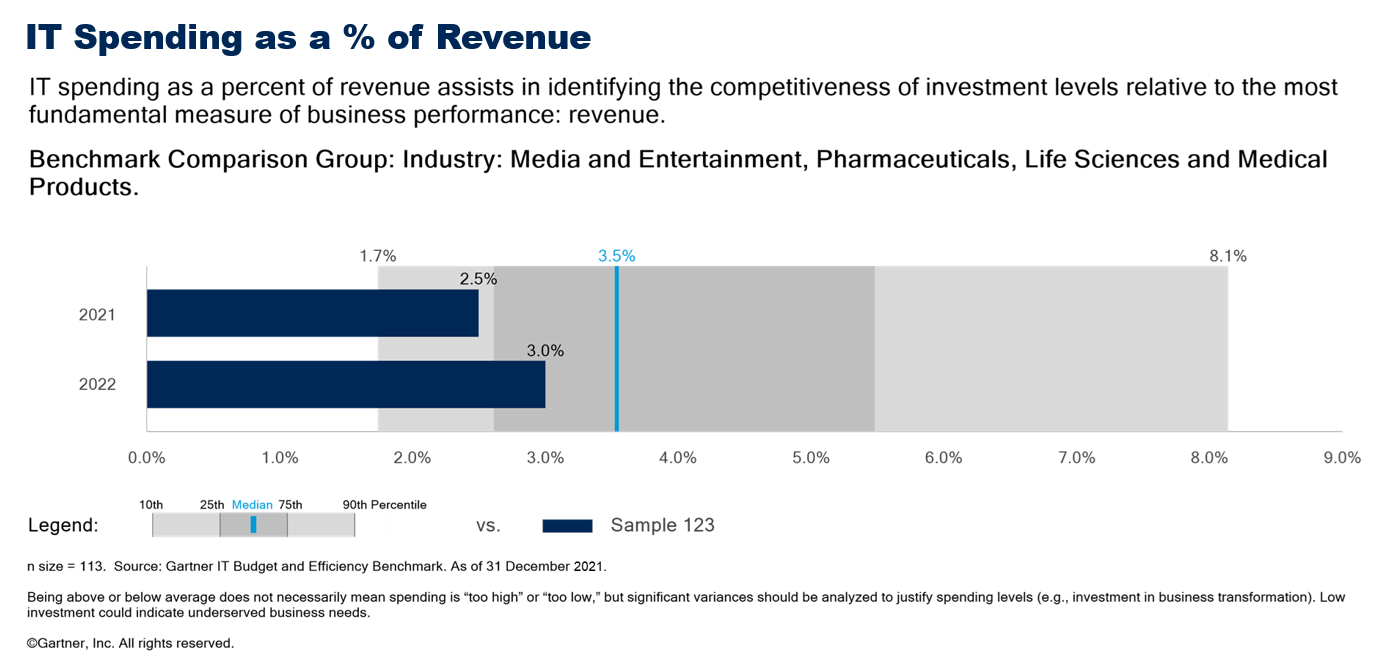 IT Spending as a % of Revenue
IT spending as a percent of revenue assists in identifying the competitiveness of investment levels relative to the most
fundamental measure of business performance: revenue.
Benchmark Comparison Group: Industry: Media and Entertainment, Pharmaceuticals, Life Sciences and Medical
Products.
1.7% 3.5% 8.1%
2.5%
2021
3.0%
2022
0.0% 1.0% 2.0% 3.0% 4.0% 5.0% 6.0% 7.0% 8.0% 9.0%
10th 25th Median 75th 90th Percentile
Legend: vs. Sample 123
n size = 113. Source: Gartner IT Budget and Efficiency Benchmark. As of 31 December 2021.
Being above or below average does not necessarily mean spending is “too high” or “too low,” but significant variances should be analyzed to justify spending levels (e.g., investment in business transformation). Low
investment could indicate underserved business needs.
©Gartner, Inc. All rights reserved.